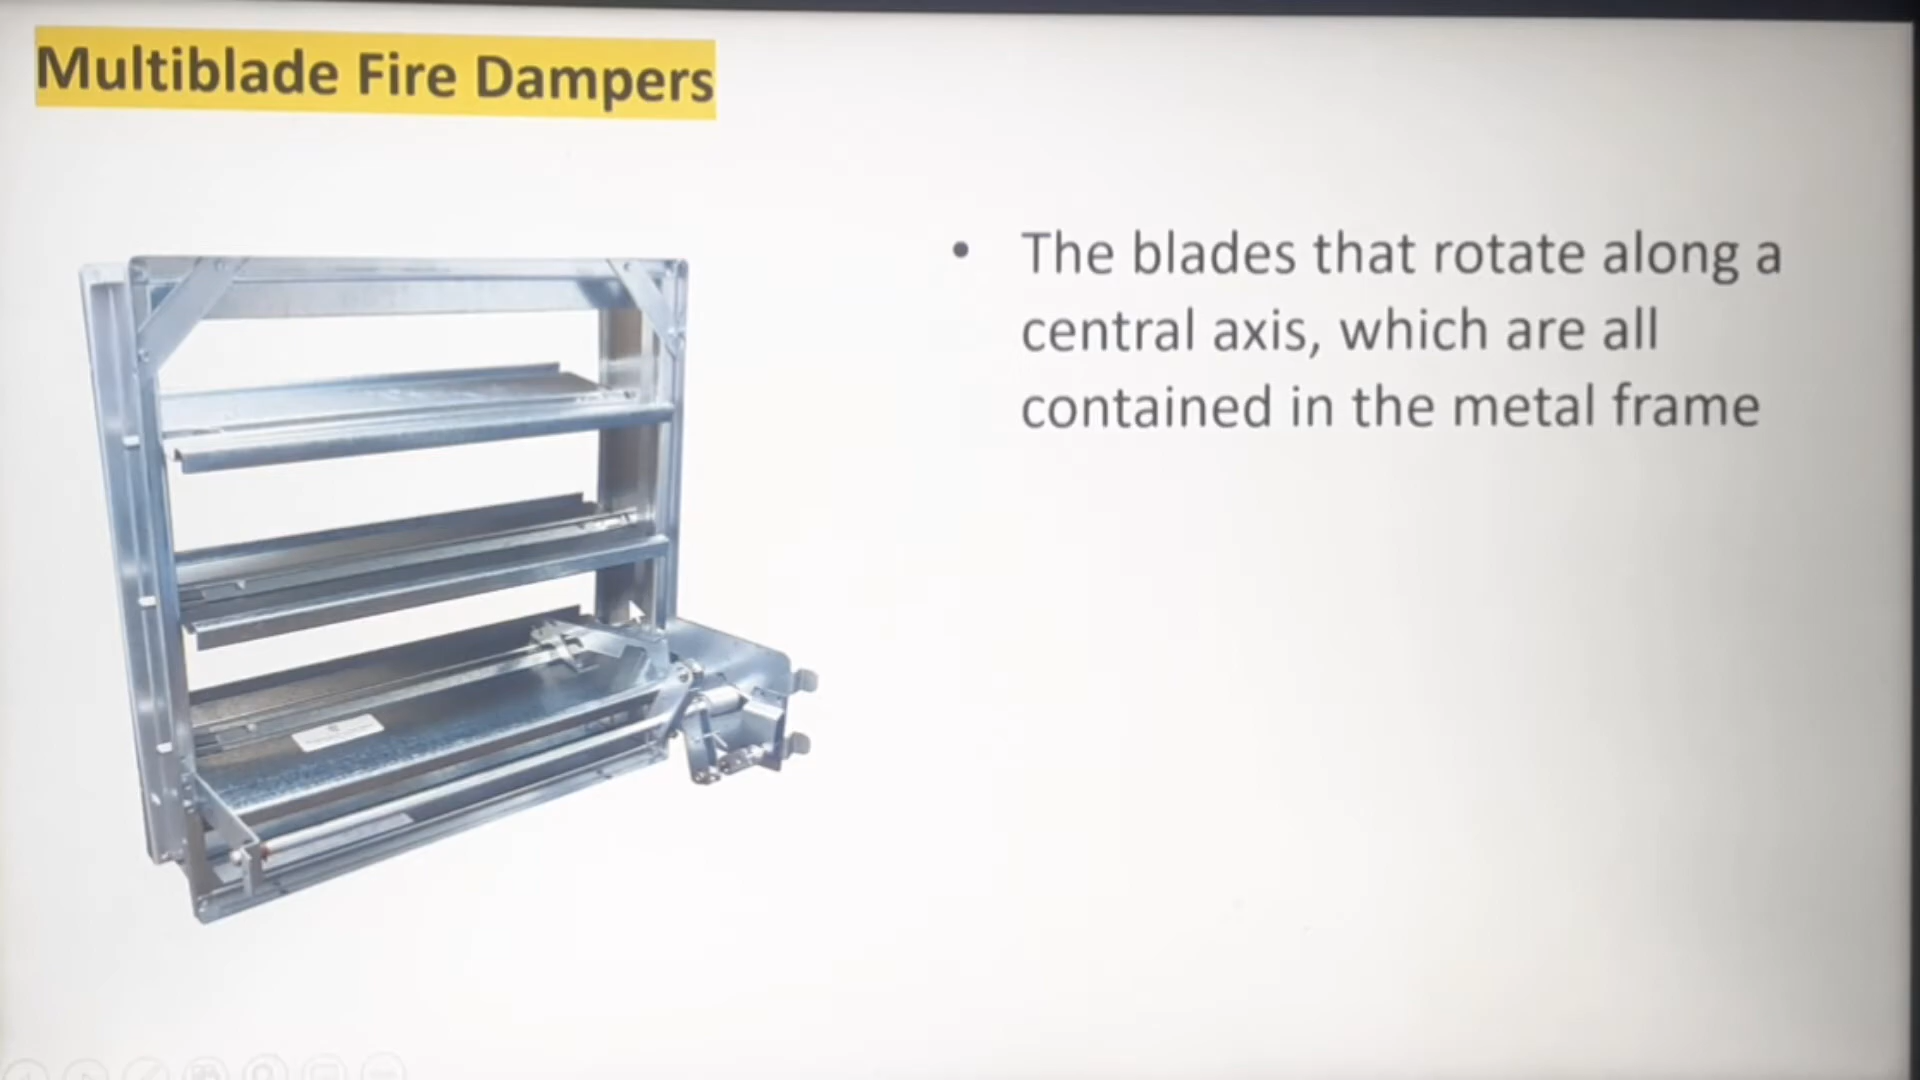 Multiblade Fire Dampers
• The blades that rotate along a
central axis, which are all
contained in the metal frame